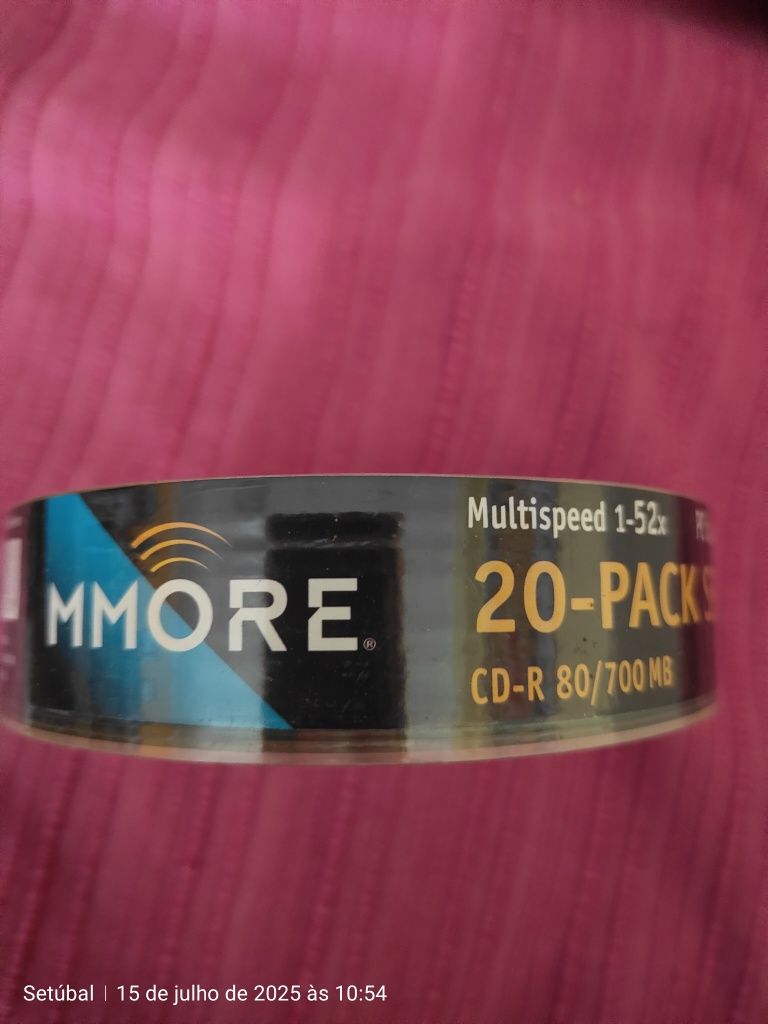 MMORE®
Multispeed 1-52x
20-PACK
CD-R 80/700 MB
Setúbal | 15 de julho de 2025 às 10:54